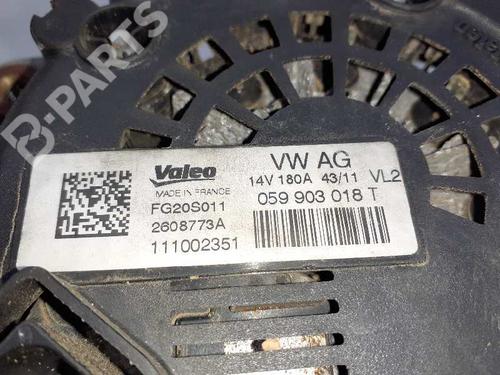 B-PARTS
Valeo
MADE IN FRANCE
FG20S011
2608773A
111002351
VW AG
14V 180A 43/11 VL2
059 903 018 T